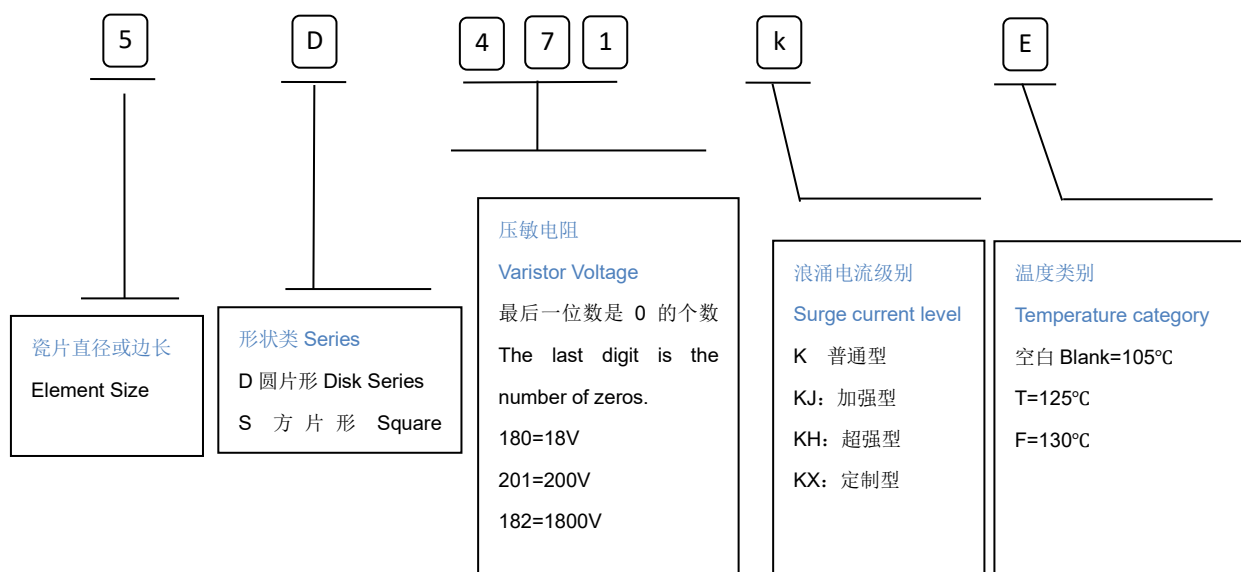 5 D 4 7 1 k E
瓷片直径或边长
Element Size
形状类 Series
D 圆片形 Disk Series
S 方 片 形 Square
压敏电阻
Varistor Voltage
最后一位数是 0 的个数
The last digit is the
number of zeros.
180=18V
201=200V
182=1800V
浪涌电流级别
Surge current level
K 普通型
KJ：加强型
KH：超强型
KX：定制型
温度类别
Temperature category
空白 Blank=105℃
T=125℃
F=130℃